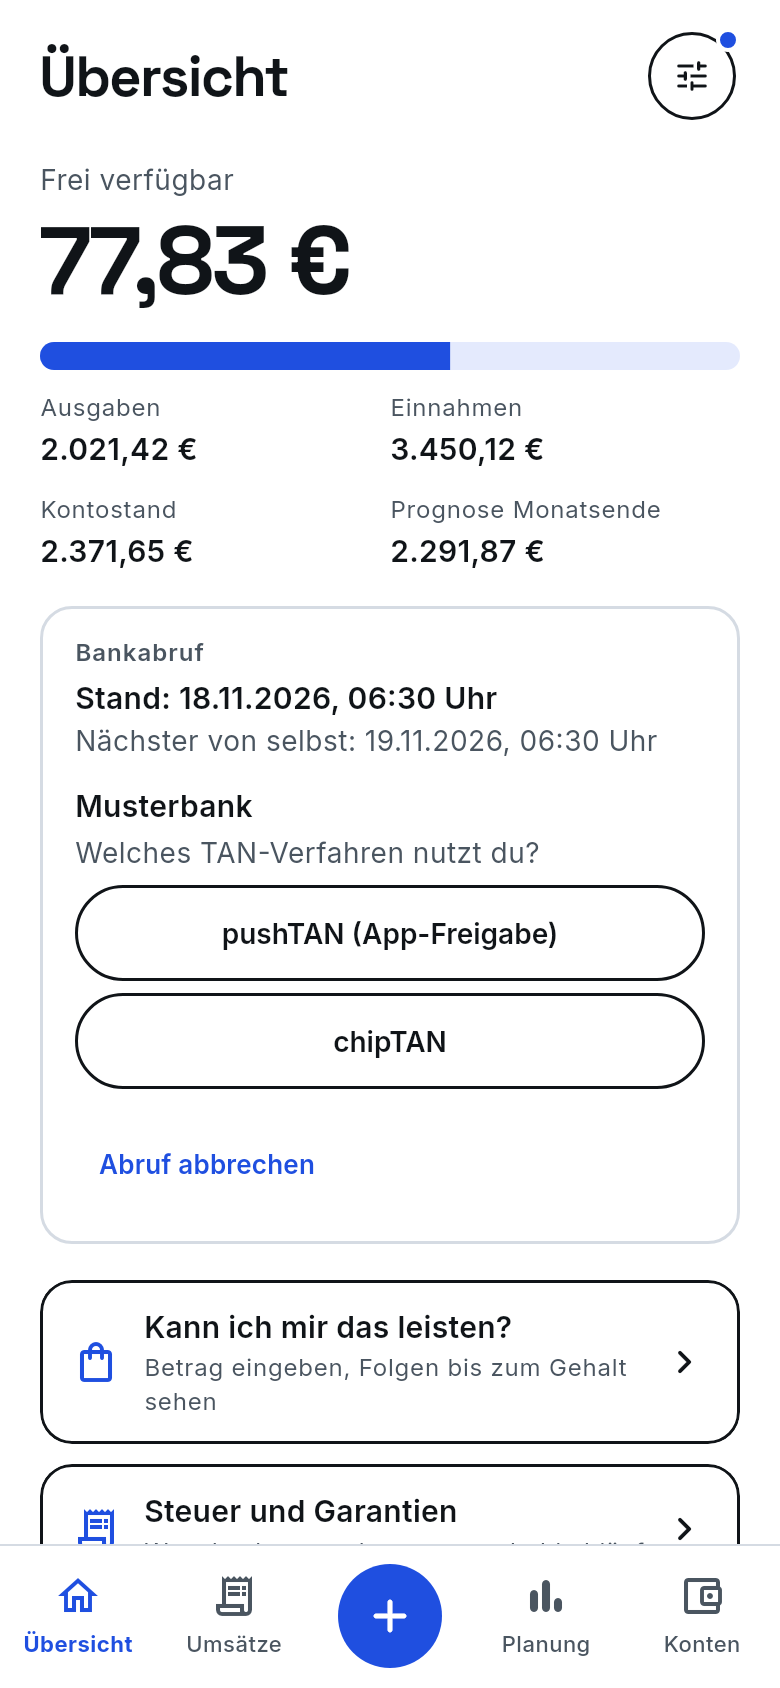 Übersicht
Frei verfügbar
77,83 €
Ausgaben
Einnahmen
2.021,42 €
3.450,12 €
Kontostand
Prognose Monatsende
2.371,65 €
2.291,87 €
Bankabruf
Stand: 18.11.2026, 06:30 Uhr
Nächster von selbst: 19.11.2026, 06:30 Uhr
Musterbank
Welches TAN-Verfahren nutzt du?
pushTAN (App-Freigabe)
chipTAN
Abruf abbrechen
Kann ich mir das leisten?
Betrag eingeben, Folgen bis zum Gehalt
sehen
Steuer und Garantien
Übersicht
Umsätze
Planung
Konten